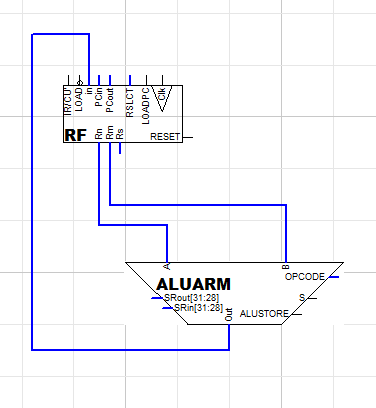 IR/CU
LOAD
in
PCin
PCout
RSLCT
LOADPC
Clk
RF
Rn
Rm
Rs
RESET
A
B
OPCODE
ALUARM
SRout[31:28]
S
SRin[31:28]
ALUSTORE
Out